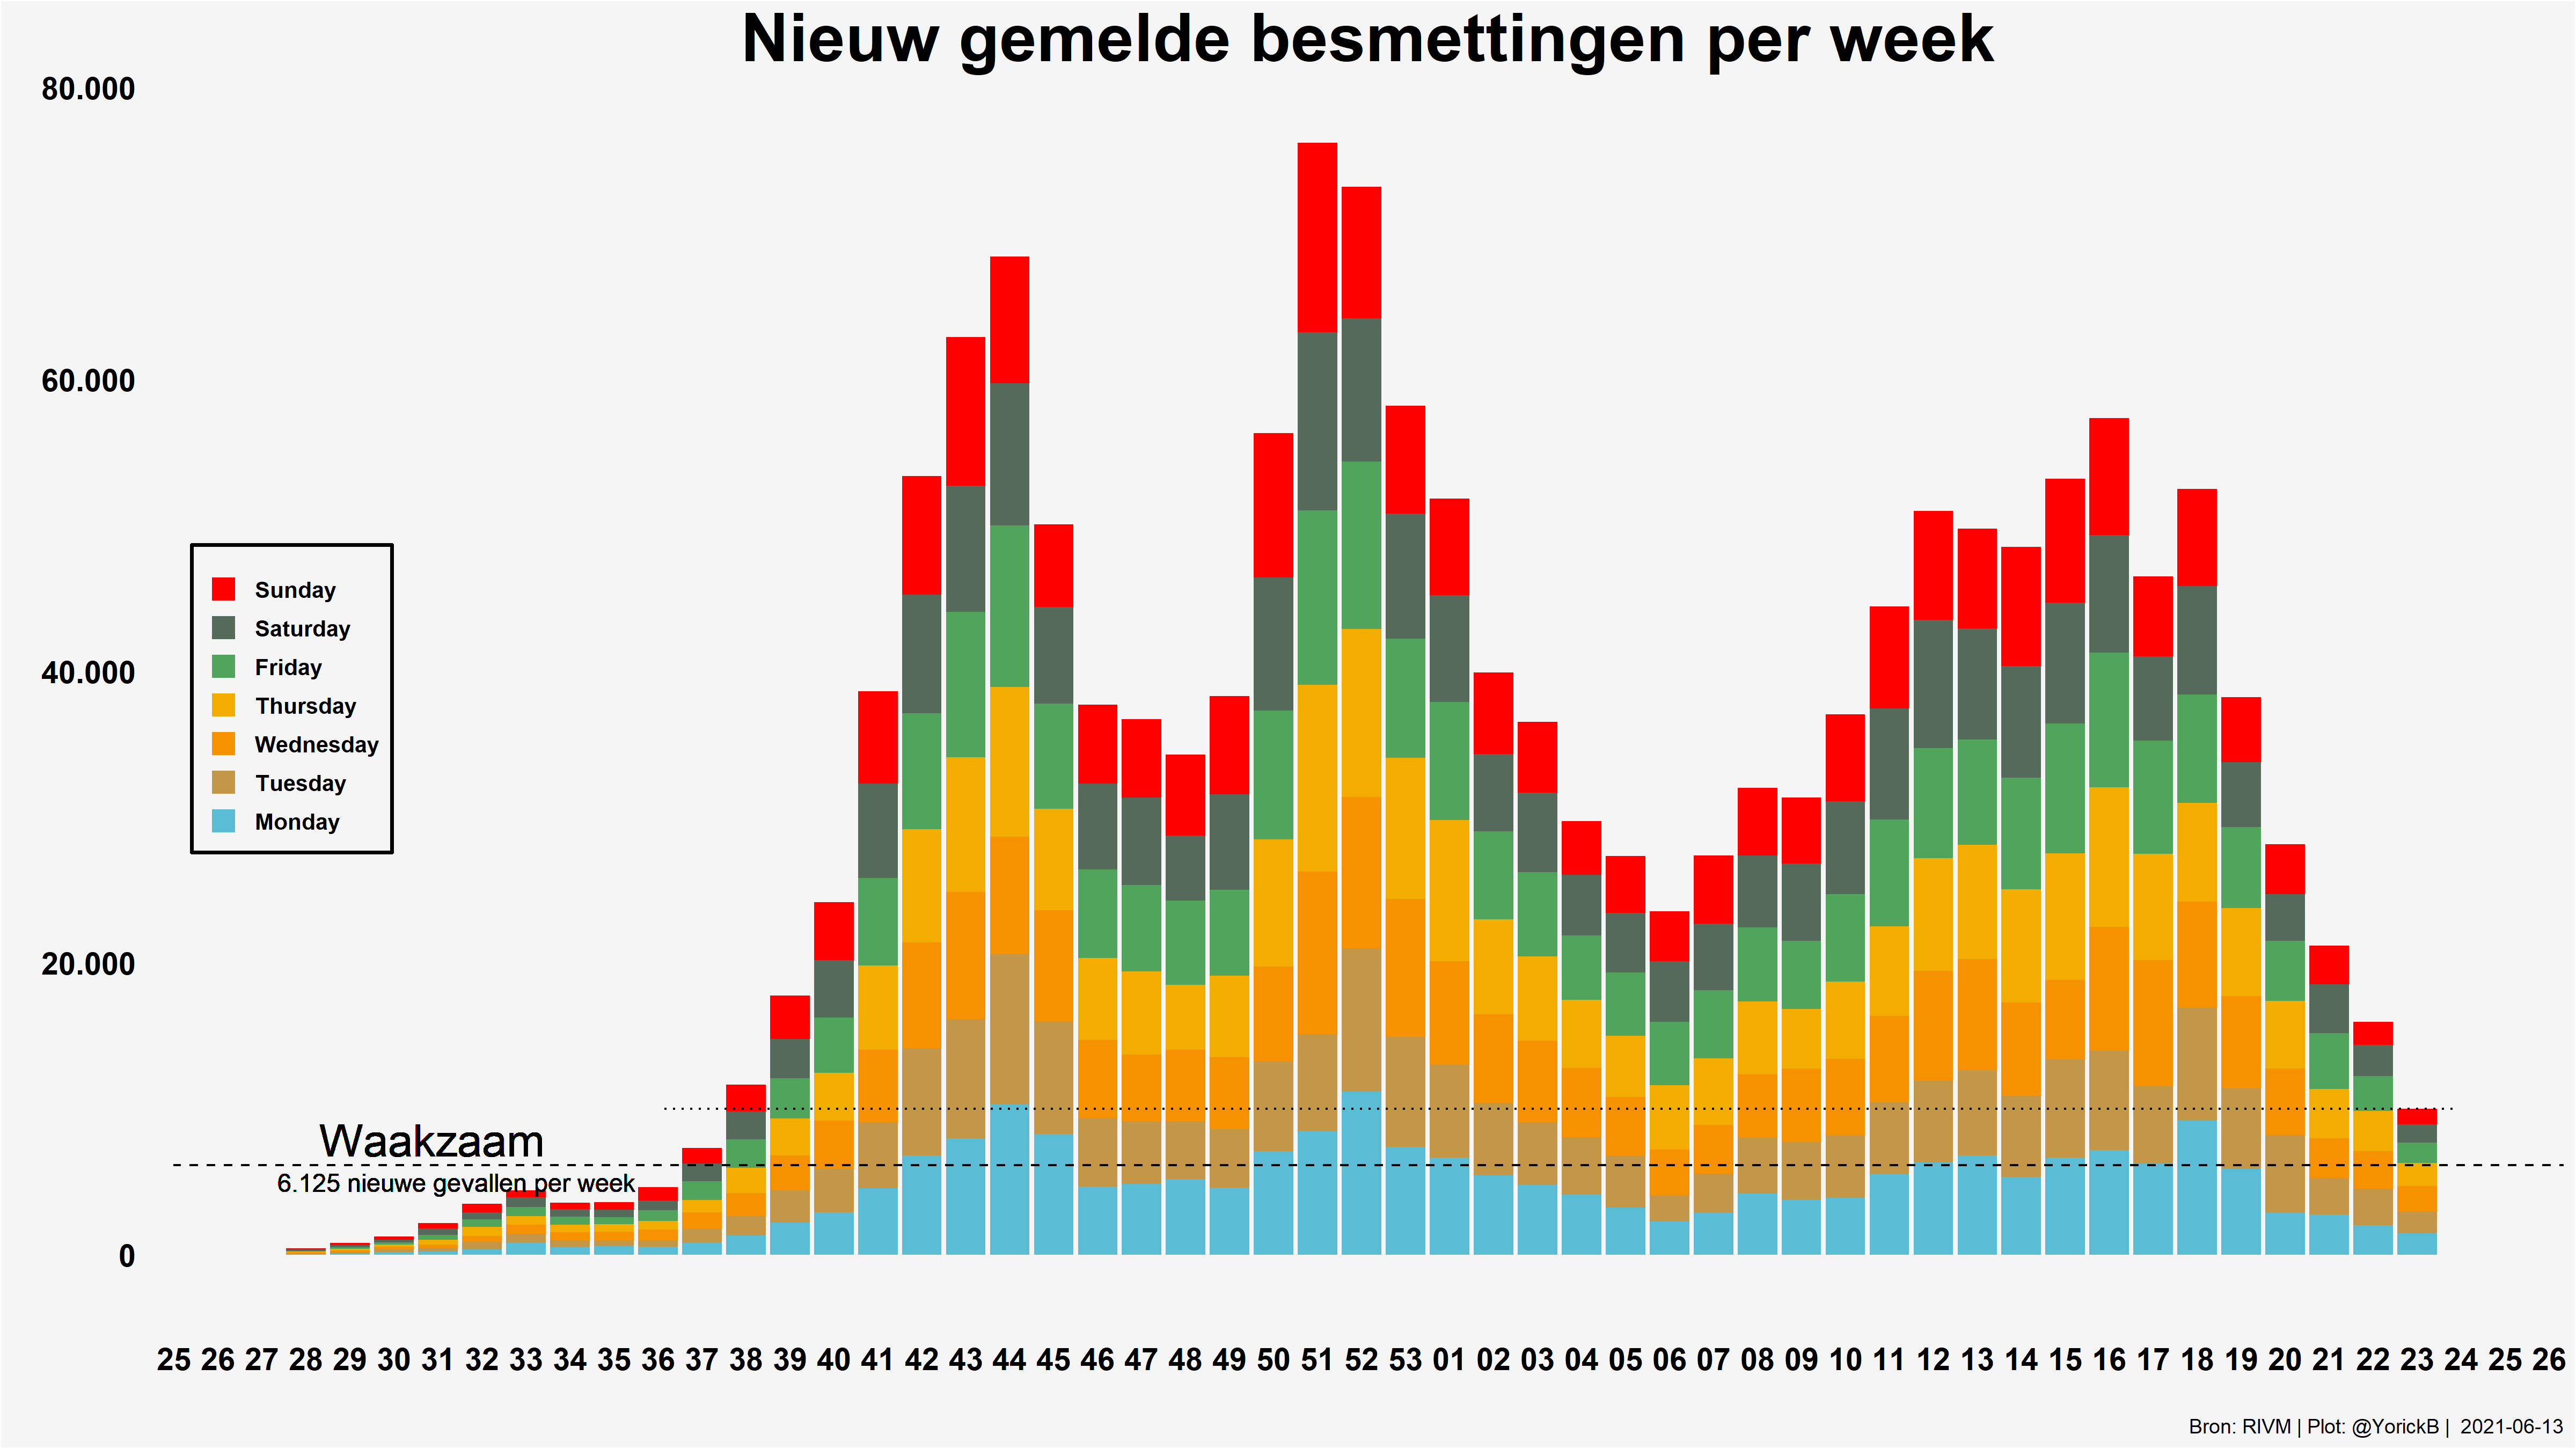 Nieuw gemelde besmettingen per week
80.000
60.000
40.000
20.000
0
Sunday
Saturday
Friday
Thursday
Wednesday
Tuesday
Monday
Waakzaam
6.125 nieuwe gevallen per week
25 26 27 28 29 30 31 32 33 34 35 36 37 38 39 40 41 42 43 44 45 46 47 48 49 50 51 52 53 01 02 03 04 05 06 07 08 09 10 11 12 13 14 15 16 17 18 19 20 21 22 23 24 25 26
Bron: RIVM | Plot: @YorickB | 2021-06-13